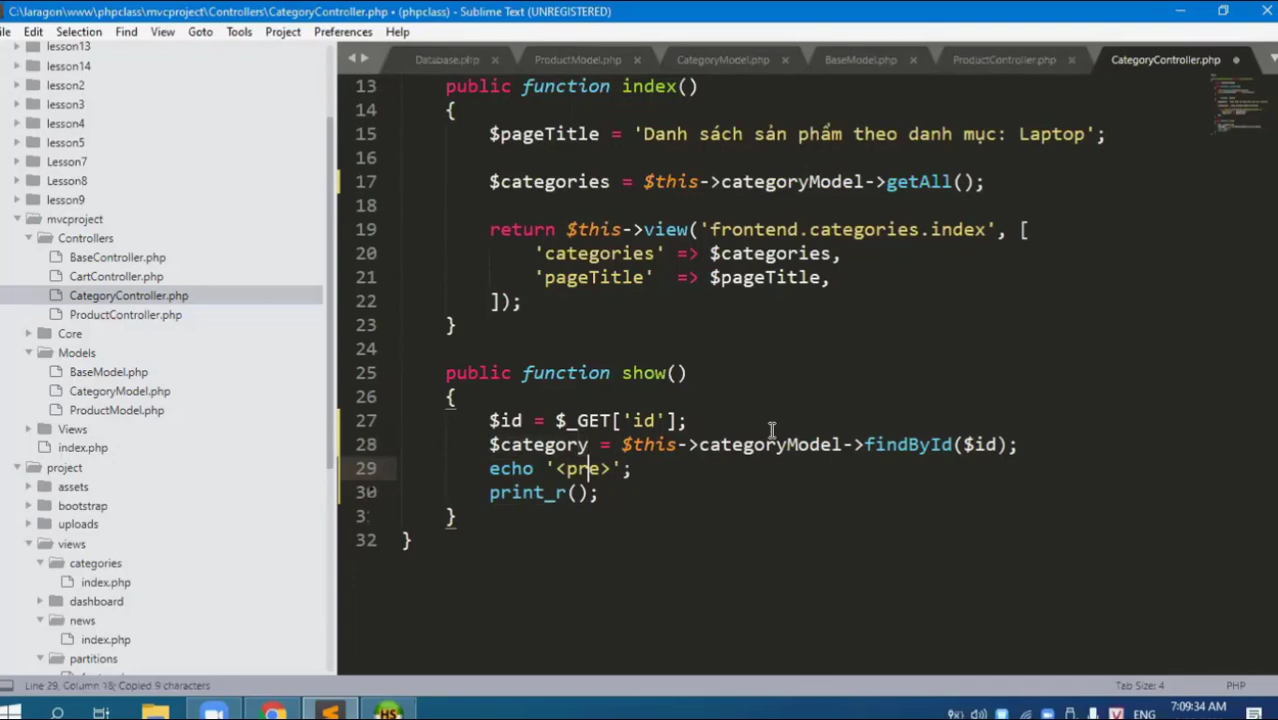 C:\laragon\www\phpclass\mvcproject\Controllers\CategoryController.php • (phpclass) - Sublime Text (UNREGISTERED)
ile Edit Selection Find View Goto Tools Project Preferences Help
lesson13
lesson14
lesson2
lesson3
lesson4
lesson5
Lesson7
Lesson8
lesson9
mvcproject
Controllers
BaseController.php
CartController.php
CategoryController.php
ProductController.php
Core
Models
BaseModel.php
CategoryModel.php
ProductModel.php
Views
index.php
project
assets
bootstrap
uploads
views
categories
index.php
dashboard
news
index.php
partitions
Database.php ProductModel.php CategoryModel.php BaseModel.php ProductController.php CategoryController.php
13 public function index()
14 {
15 $pageTitle = 'Danh sách sản phẩm theo danh mục: Laptop';
16
17 $categories = $this->categoryModel->getAll();
18
19 return $this->view('frontend.categories.index', [
20 'categories' => $categories,
21 'pageTitle' => $pageTitle,
22 ]);
23 }
24
25 public function show()
26 {
27 $id = $_GET['id'];
28 $category = $this->categoryModel->findById($id);
29 echo '<pre>';
30 print_r();
3 }
32 }
Line 29, Column 18; Copied 9 characters
Tab Size: 4 PHP
HS V 7:09:34 AM